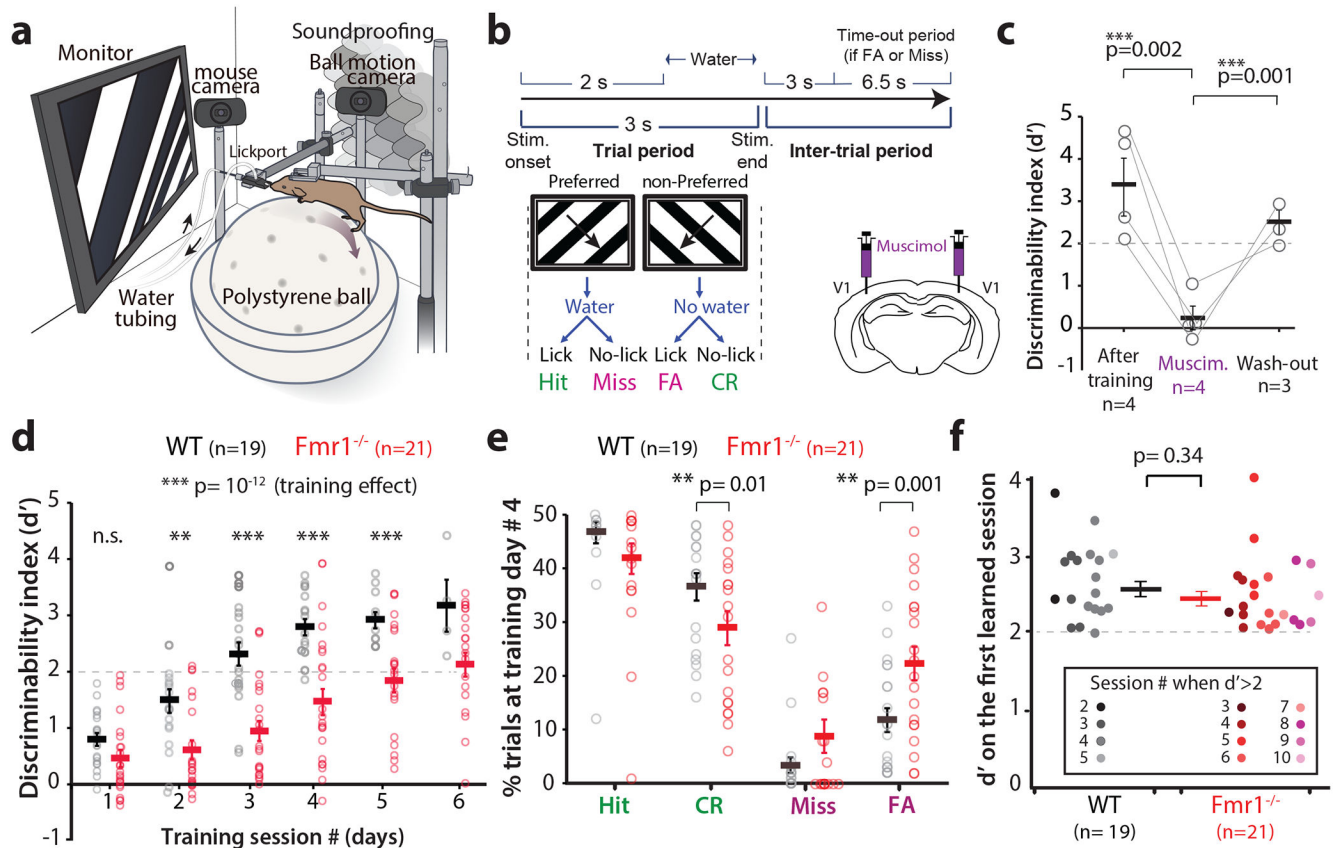 a
Monitor
mouse
camera
Soundproofing
Ball motion
camera
Lickport
Water
tubing
Polystyrene ball
b
Time-out period
(if FA or Miss)
Water
2 s
3 s
6.5 s
3 s
Stim.
onset
Trial period
Stim.
end
Inter-trial period
Preferred
non-Preferred
Water
No water
Lick
No-lick
Lick
No-lick
Hit
Miss
FA
CR
Muscimol
V1
V1
c
***
p=0.002
***
p=0.001
Discriminability index (d’)
5
4
3
2
1
0
-1
After
training
n=4
Muscim.
n=4
Wash-out
n=3
d
WT (n=19)
Fmr1-/- (n=21)
*** p= 10-12 (training effect)
n.s.
**
***
***
***
Discriminability index (d’)
5
4
3
2
1
0
-1
1
2
3
4
5
6
Training session # (days)
e
WT (n=19)
Fmr1-/- (n=21)
** p= 0.01
** p= 0.001
% trials at training day # 4
50
40
30
20
10
0
Hit
CR
Miss
FA
f
p= 0.34
d’ on the first learned session
4
3
2
1
0
Session # when d’>2
2
3
4
5
3
4
5
6
7
8
9
10
WT
(n= 19)
Fmr1-/-
(n=21)